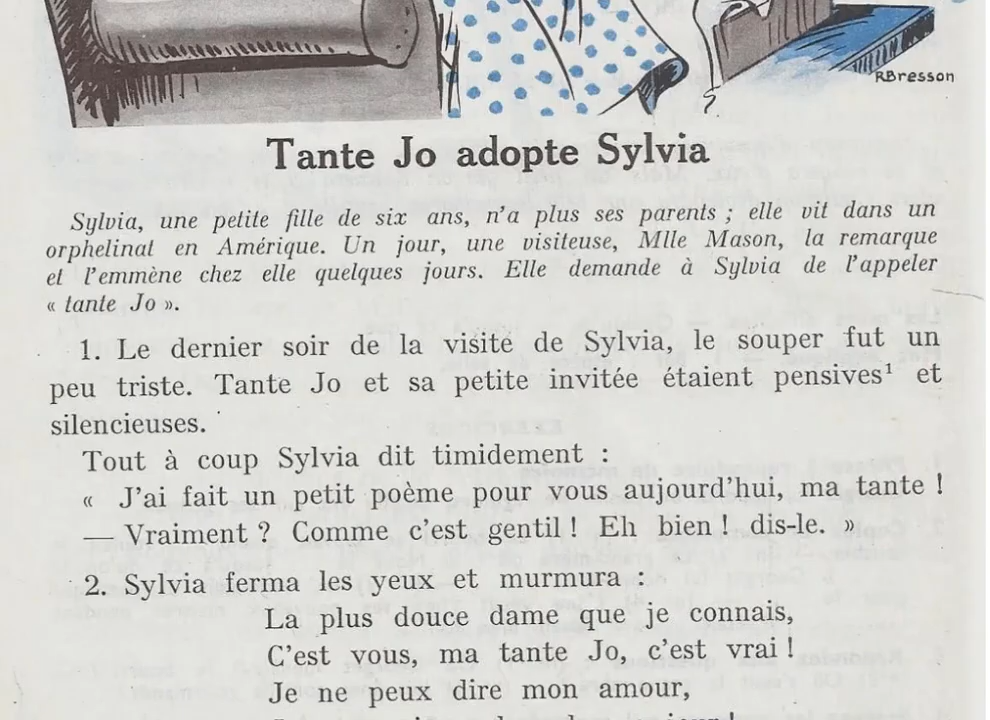 RBresson
Tante Jo adopte Sylvia
Sylvia, une petite fille de six ans, n'a plus ses parents ; elle vit dans un
orphelinat en Amérique. Un jour, une visiteuse, Mlle Mason, la remarque
et l'emmène chez elle quelques jours. Elle demande à Sylvia de l'appeler
« tante Jo ».
1. Le dernier soir de la visite de Sylvia, le souper fut un
peu triste. Tante Jo et sa petite invitée étaient pensives¹ et
silencieuses.
Tout à coup Sylvia dit timidement :
« J'ai fait un petit poème pour vous aujourd'hui, ma tante !
— Vraiment ? Comme c'est gentil ! Eh bien ! dis-le. »
2. Sylvia ferma les yeux et murmura :
La plus douce dame que je connais,
C'est vous, ma tante Jo, c'est vrai !
Je ne peux dire mon amour,